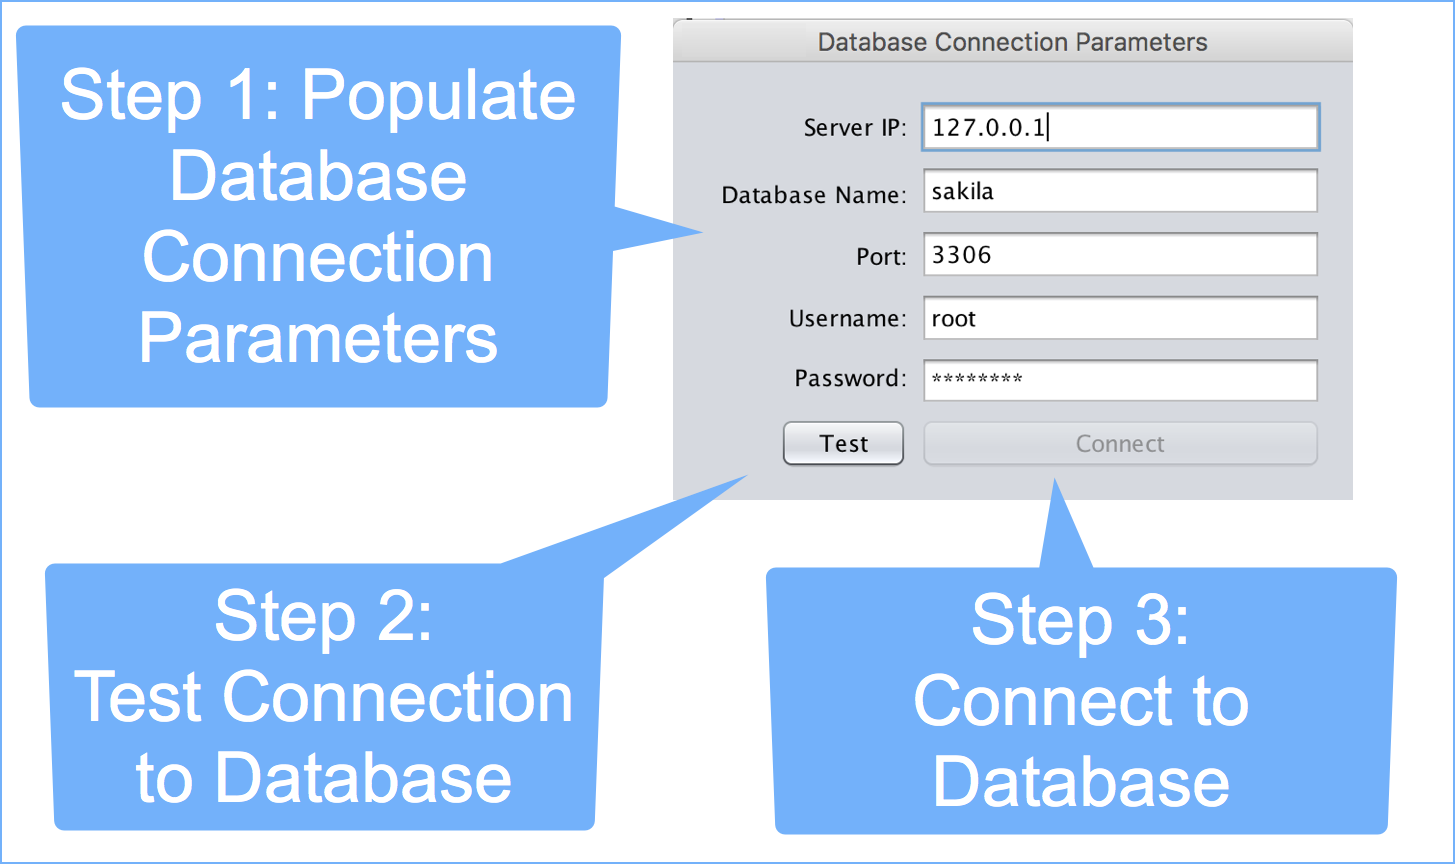 Step 1: Populate
Database
Connection
Parameters
Database Connection Parameters
Server IP: 127.0.0.1
Database Name: sakila
Port: 3306
Username: root
Password: ********
Test Connect
Step 2:
Test Connection
to Database
Step 3:
Connect to
Database